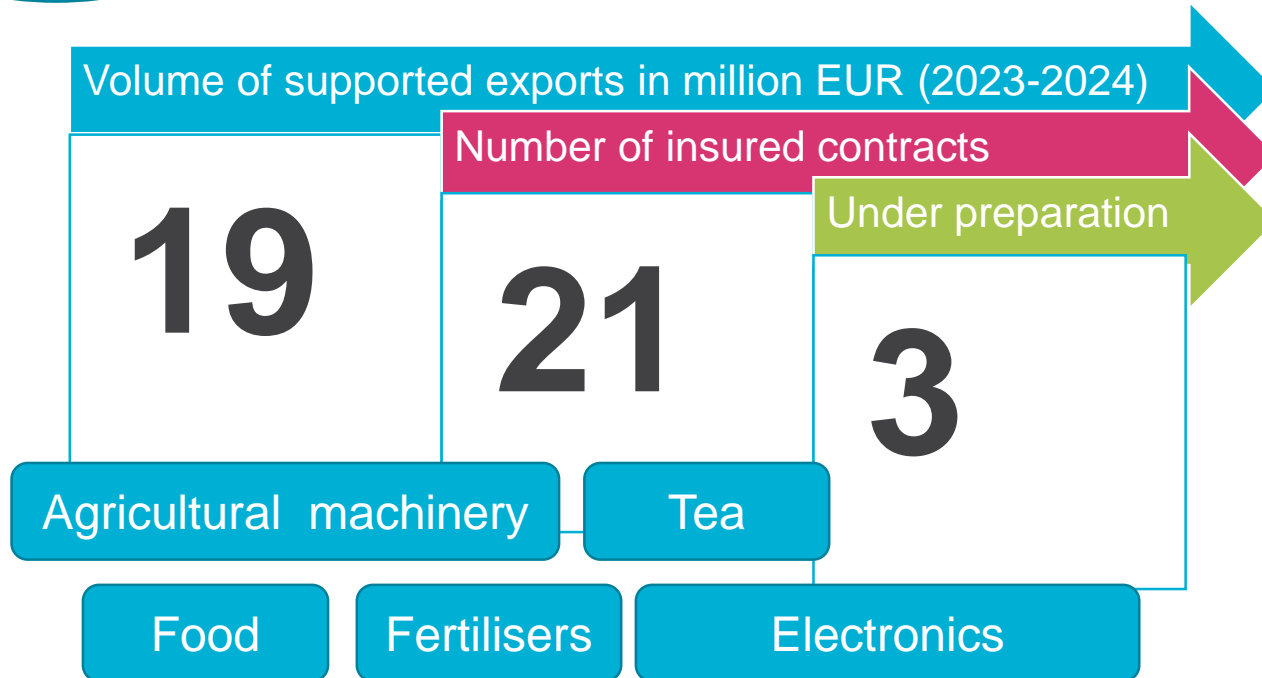 Volume of supported exports in million EUR (2023-2024)
Number of insured contracts
Under preparation
19
21
3
Agricultural  machinery
Tea
Food
Fertilisers
Electronics